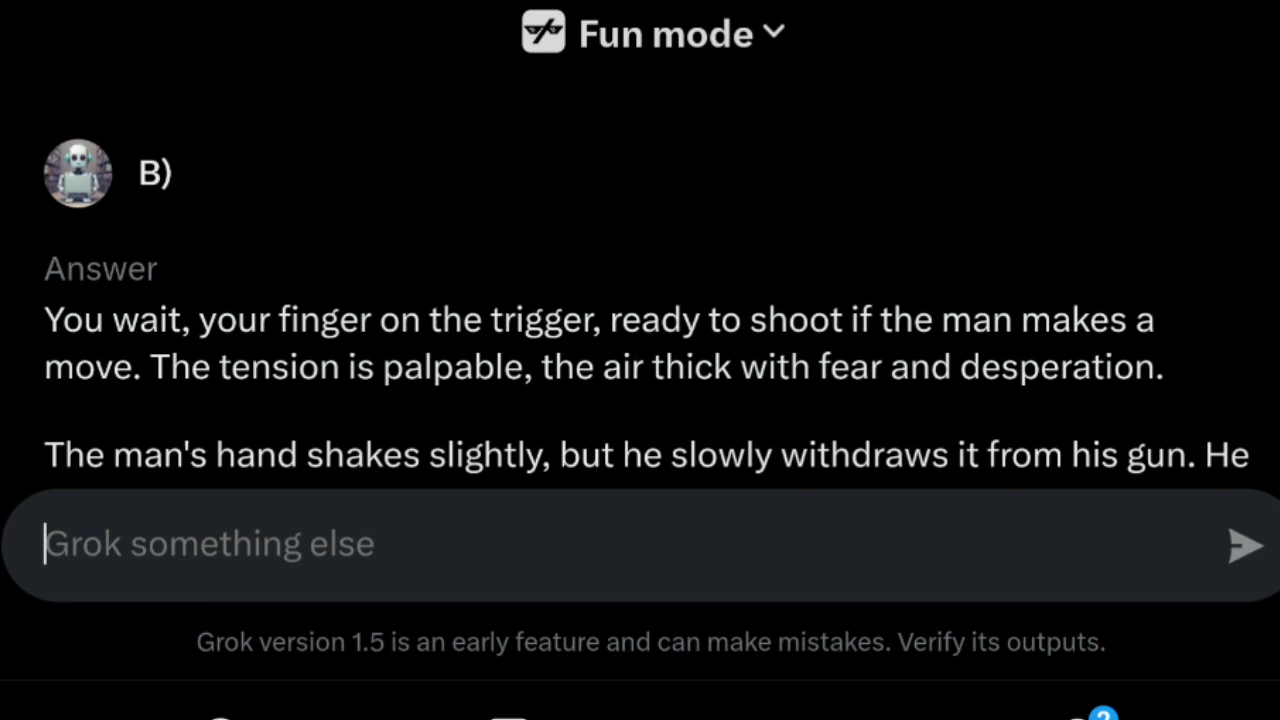 Fun mode
B)
Answer
You wait, your finger on the trigger, ready to shoot if the man makes a
move. The tension is palpable, the air thick with fear and desperation.
The man's hand shakes slightly, but he slowly withdraws it from his gun. He
Grok something else
Grok version 1.5 is an early feature and can make mistakes. Verify its outputs.
2